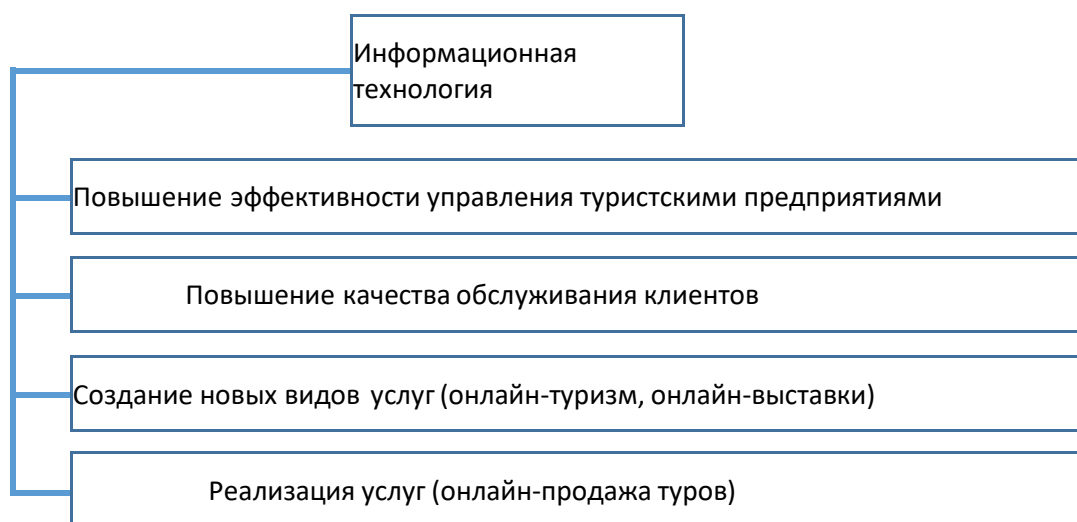 Информационная
технология
Повышение эффективности управления туристскими предприятиями
Повышение качества обслуживания клиентов
Создание новых видов услуг (онлайн-туризм, онлайн-выставки)
Реализация услуг (онлайн-продажа туров)